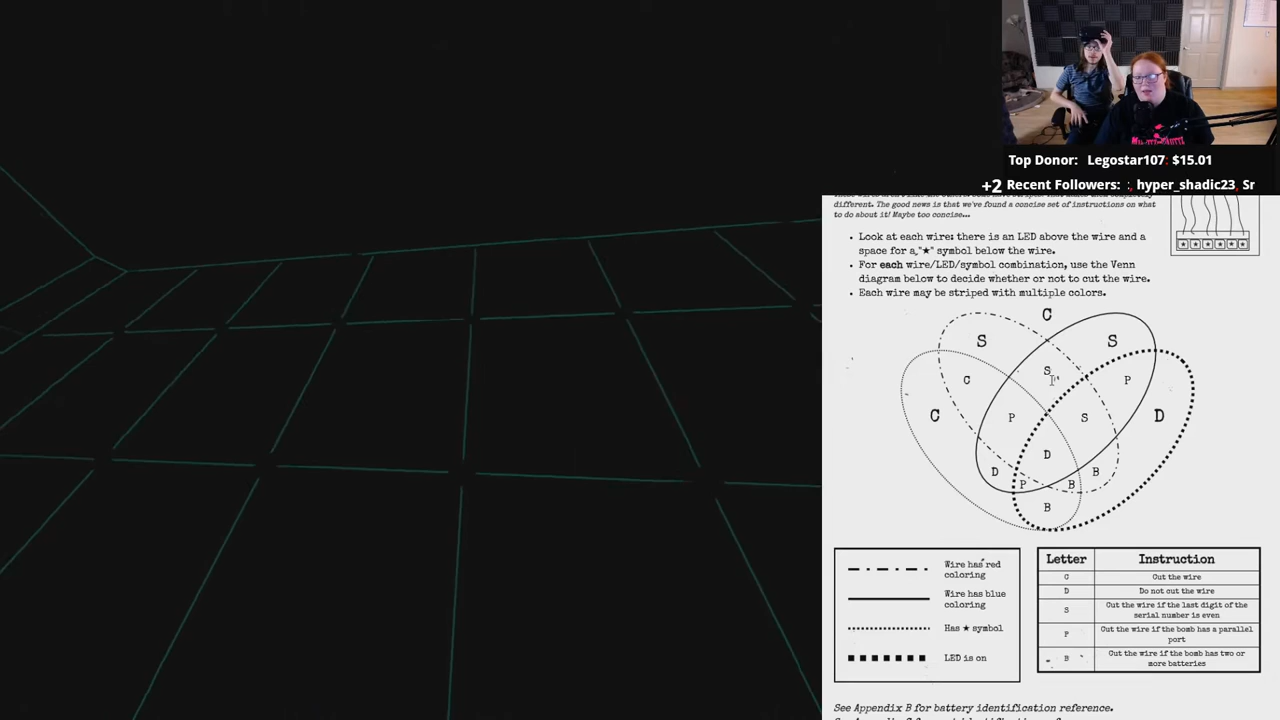 Top Donor: Legostar107: $15.01
+2 Recent Followers: :, hyper_shadic23, Sr
different. The good news is that we've found a concise set of instructions on what
to do about it! Maybe too concise...
• Look at each wire: there is an LED above the wire and a
space for a "★" symbol below the wire.
• For each wire/LED/symbol combination, use the Venn
diagram below to decide whether or not to cut the wire.
• Each wire may be striped with multiple colors.
★ ★ ★ ★ ★ ★
C
S S
S
C P
C P S D
D
D B
P B
B
Wire has red
coloring
Wire has blue
coloring
Has ★ symbol
LED is on
Letter Instruction
C Cut the wire
D Do not cut the wire
S Cut the wire if the last digit of the
serial number is even
P Cut the wire if the bomb has a parallel
port
B Cut the wire if the bomb has two or
more batteries
See Appendix B for battery identification reference.